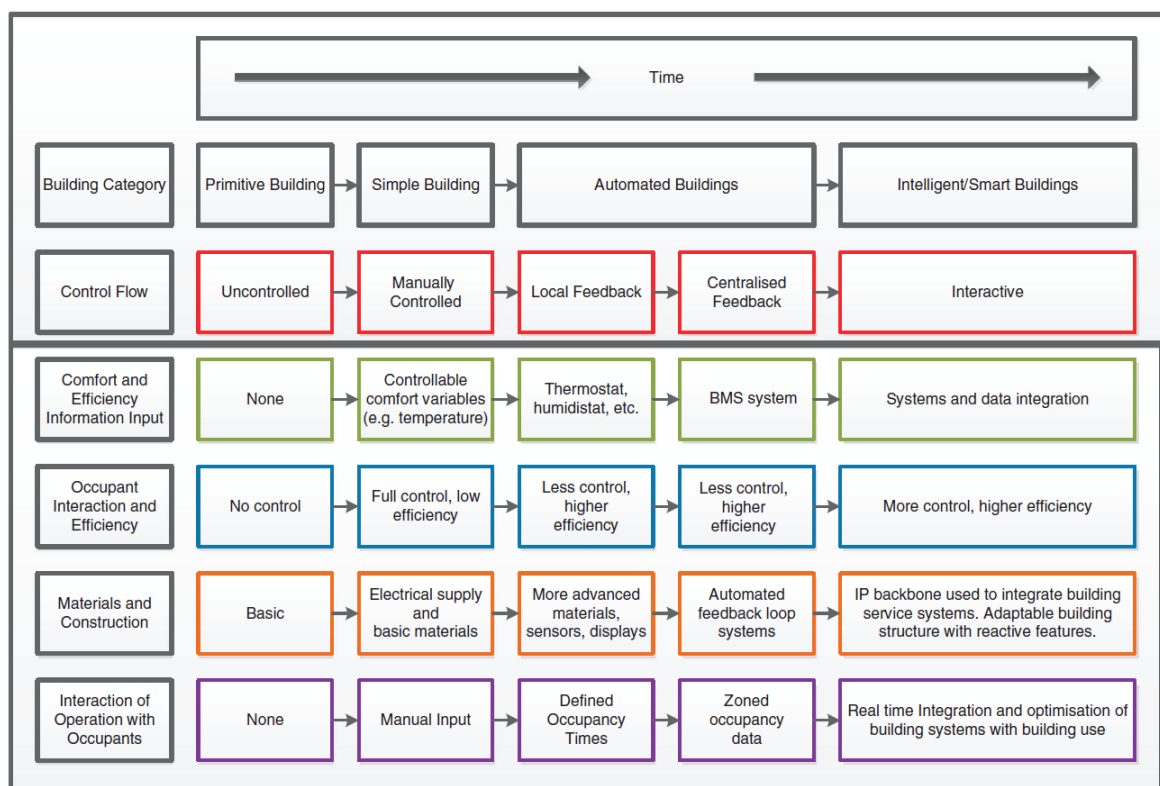 Time
Building Category
Primitive Building
Simple Building
Automated Buildings
Intelligent/Smart Buildings
Control Flow
Uncontrolled
Manually
Controlled
Local Feedback
Centralised
Feedback
Interactive
Comfort and
Efficiency
Information Input
None
Controllable
comfort variables
(e.g. temperature)
Thermostat,
humidistat, etc.
BMS system
Systems and data integration
Occupant
Interaction and
Efficiency
No control
Full control, low
efficiency
Less control,
higher
efficiency
Less control,
higher
efficiency
More control, higher efficiency
Materials and
Construction
Basic
Electrical supply
and
basic materials
More advanced
materials,
sensors, displays
Automated
feedback loop
systems
IP backbone used to integrate building
service systems. Adaptable building
structure with reactive features.
Interaction of
Operation with
Occupants
None
Manual Input
Defined
Occupancy
Times
Zoned
occupancy
data
Real time Integration and optimisation of
building systems with building use